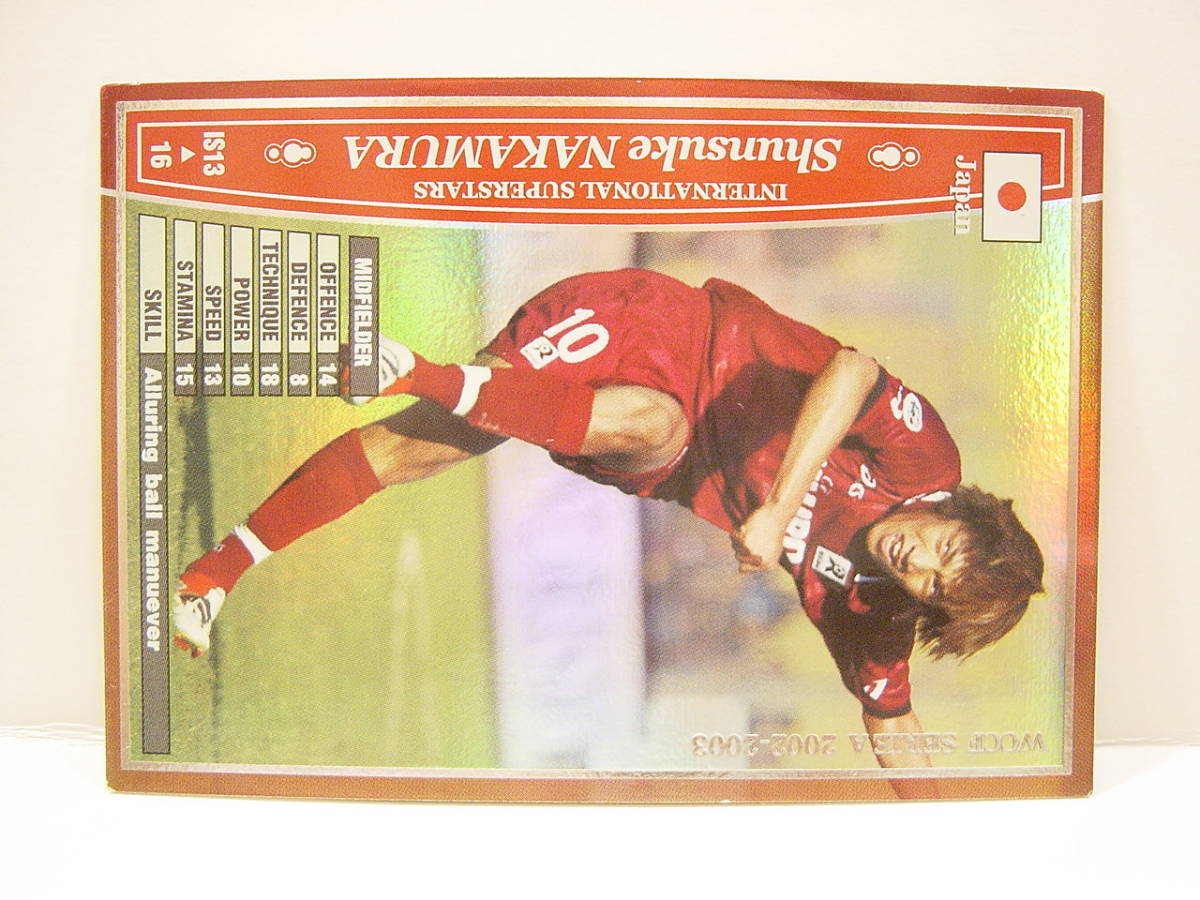 Japan
INTERNATIONAL SUPERSTARS
Shunsuke NAKAMURA
IS13
16
MIDFIELDER
OFFENCE 14
DEFENCE 8
TECHNIQUE 18
POWER 10
SPEED 13
STAMINA 15
SKILL Alluring ball manuever
10
WCCF SERIE A 2002-2003